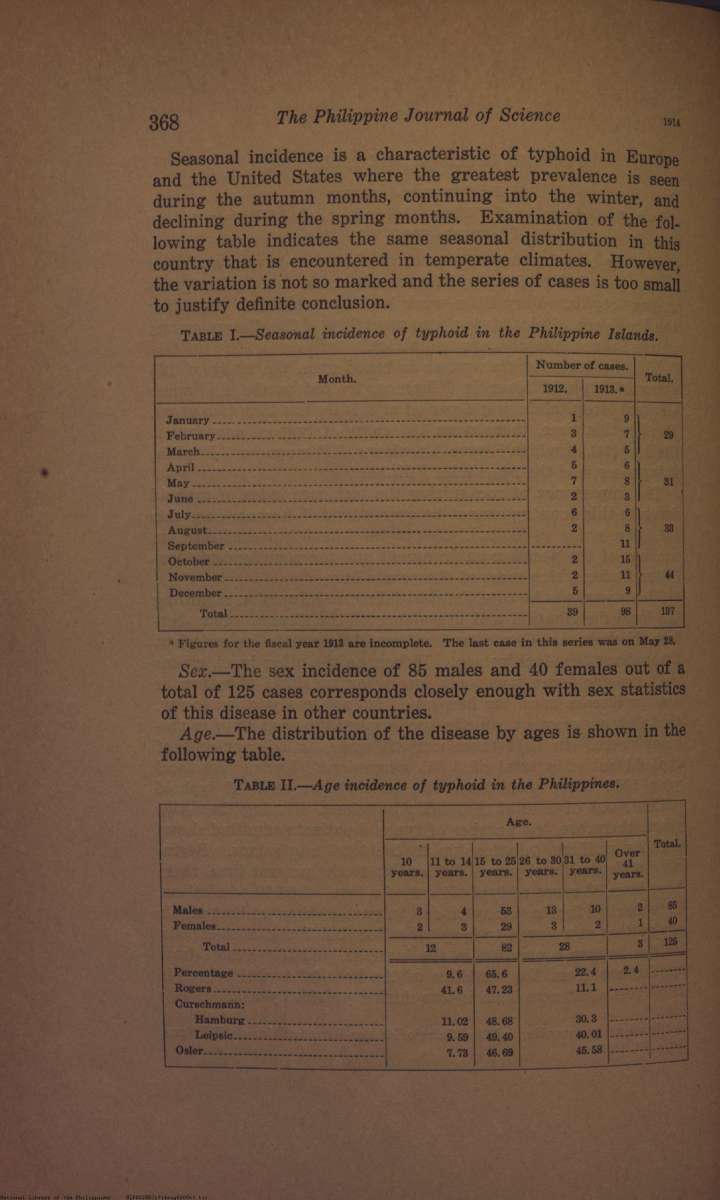 368 The Philippine Journal of Science 1914
Seasonal incidence is a characteristic of typhoid in Europe
and the United States where the greatest prevalence is seen
during the autumn months, continuing into the winter, and
declining during the spring months. Examination of the fol-
lowing table indicates the same seasonal distribution in this
country that is encountered in temperate climates. However,
the variation is not so marked and the series of cases is too small
to justify definite conclusion.
TABLE I.—Seasonal incidence of typhoid in the Philippine Islands.
Month. Number of cases. Total.
1912. 1913.*
January 1 9
February 3 7 29
March 4 5
April 5 6
May 7 8 31
June 2 3
July 6 6
August 2 8 33
September 11
October 2 15
November 2 11 44
December 5 9
Total 39 98 137
* Figures for the fiscal year 1913 are incomplete. The last case in this series was on May 28.
Sex.—The sex incidence of 85 males and 40 females out of a
total of 125 cases corresponds closely enough with sex statistics
of this disease in other countries.
Age.—The distribution of the disease by ages is shown in the
following table.
TABLE II.—Age incidence of typhoid in the Philippines.
Age. Total.
10 years. 11 to 14 years. 15 to 25 years. 26 to 30 years. 31 to 40 years. Over 41 years.
Males 3 4 53 13 10 2 85
Females 2 3 29 3 2 1 40
Total 12 82 28 3 125
Percentage 9.6 65.6 22.4 2.4
Rogers 41.6 47.23 11.1
Curschmann:
Hamburg 11.02 48.68 30.3
Leipsic 9.59 49.40 40.01
Osler 7.73 46.69 45.58
National Library of the Philippines